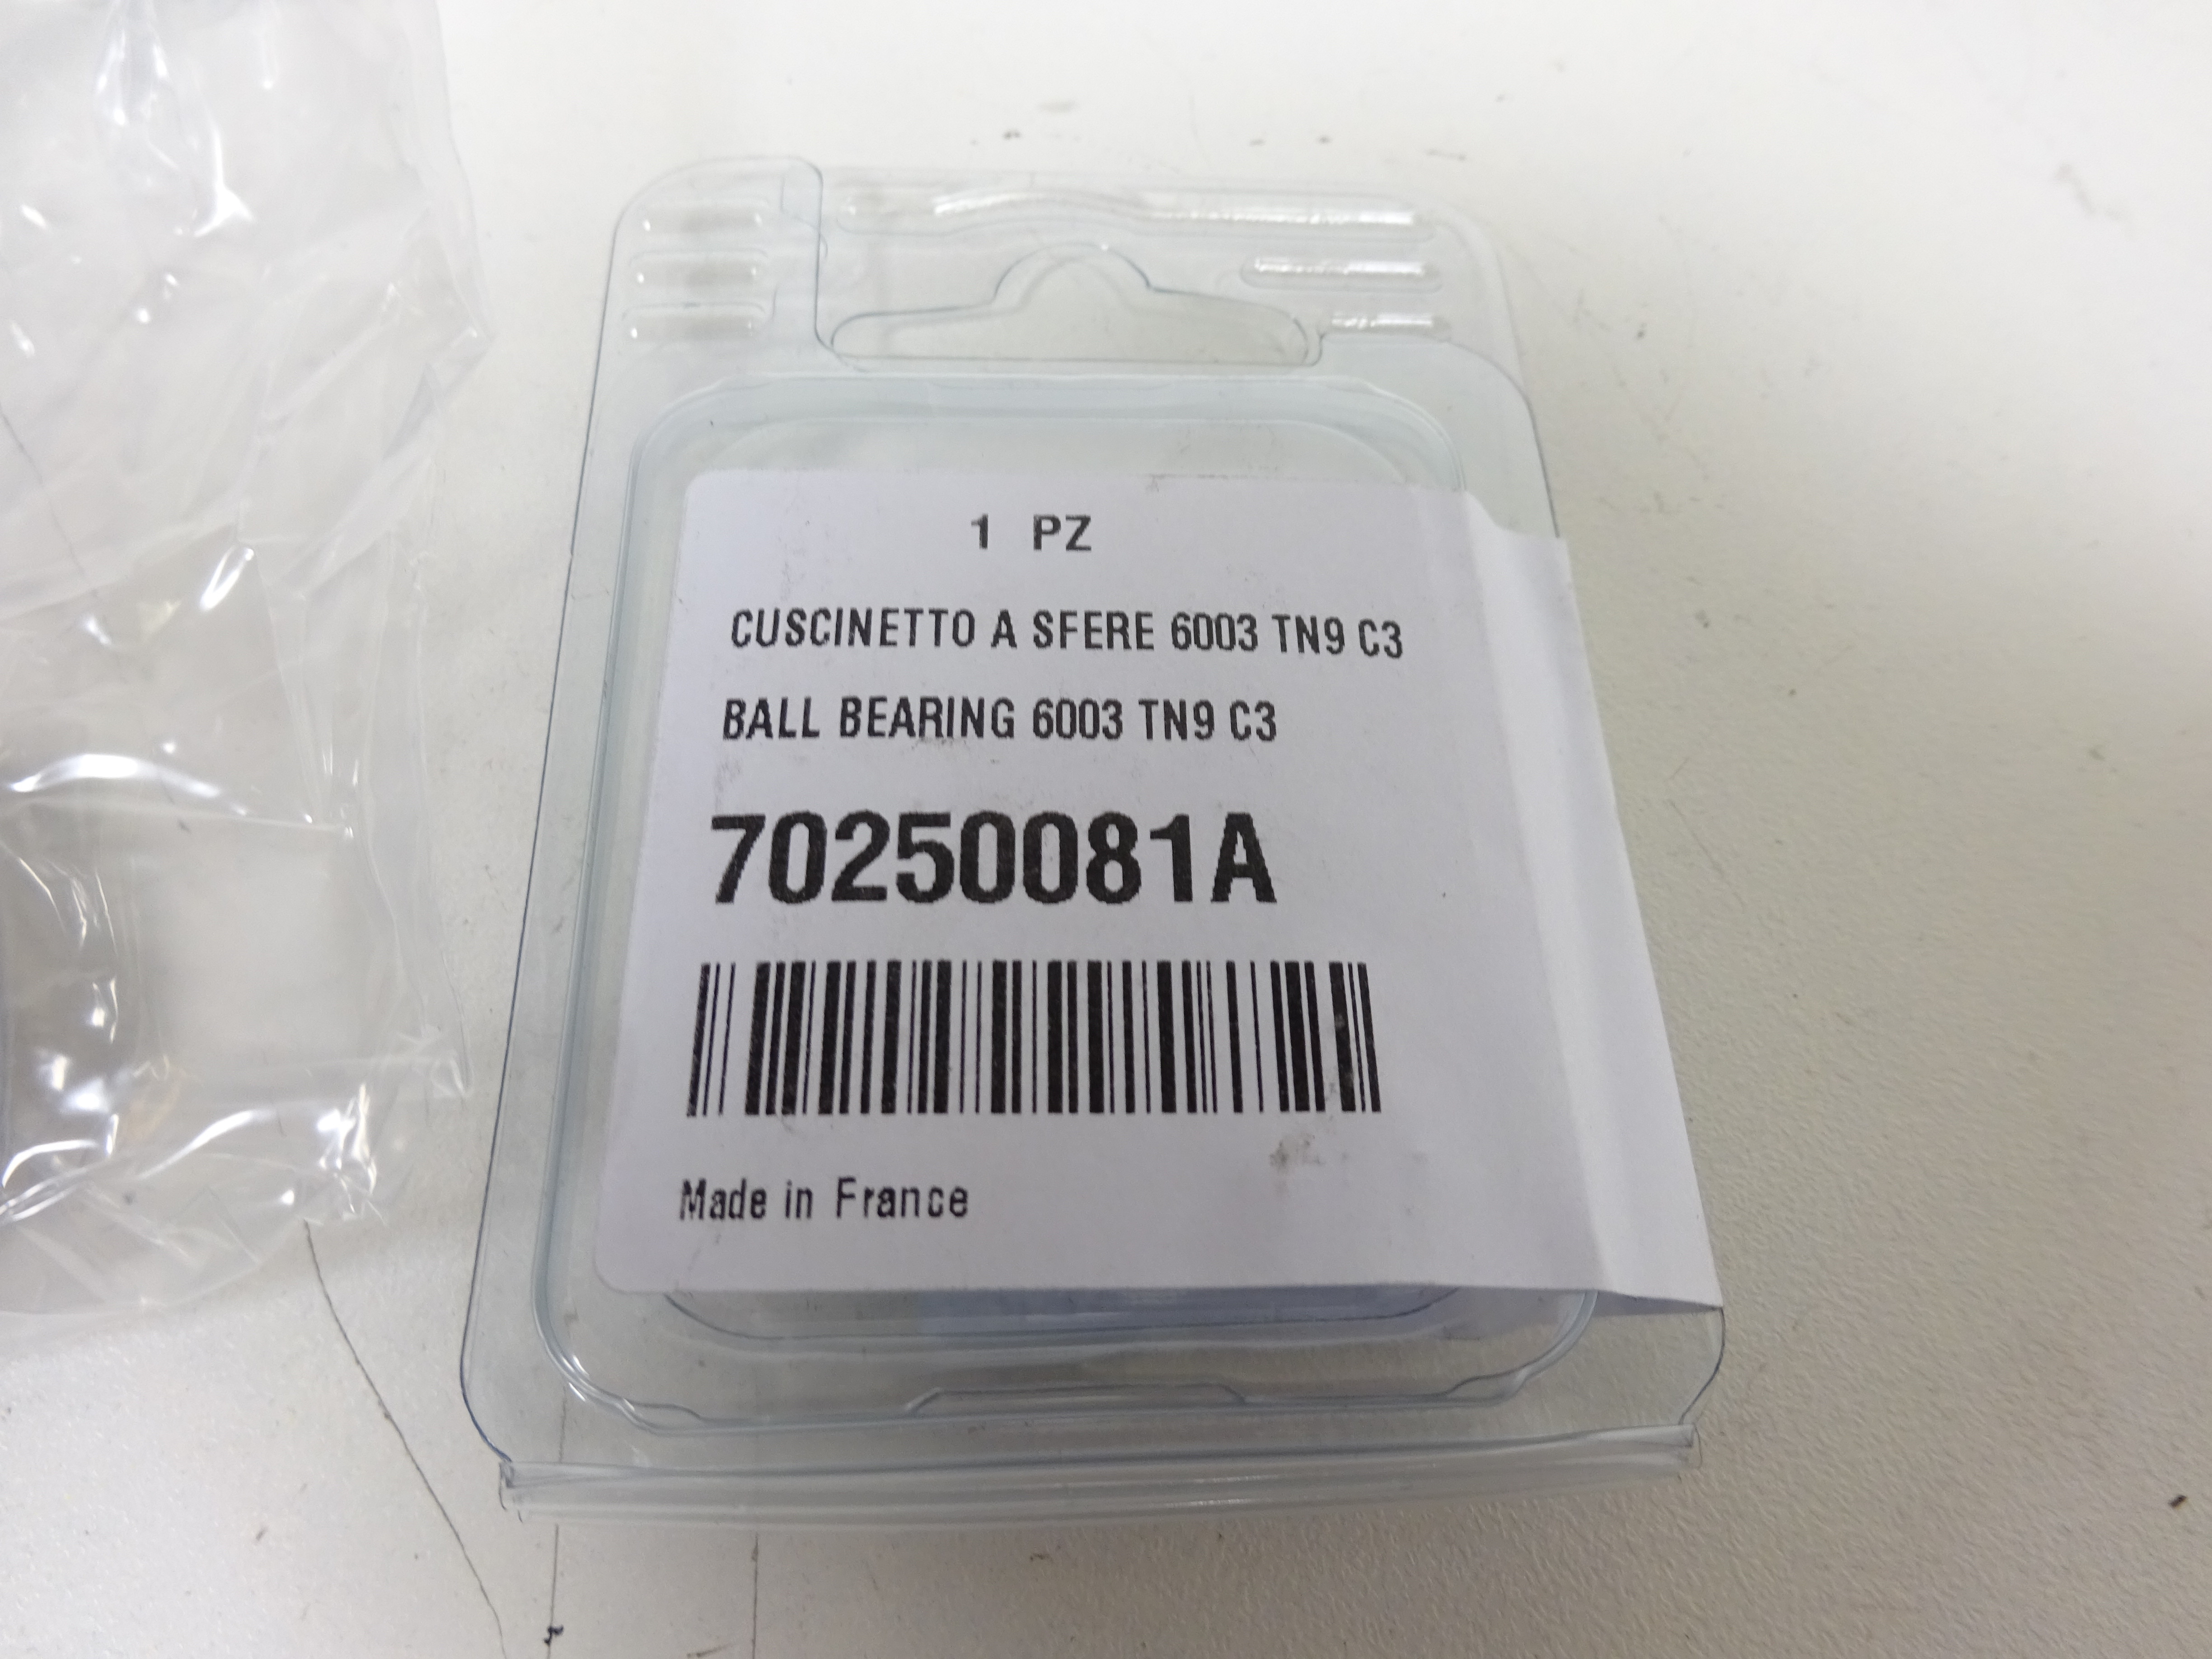 1 PZ
CUSCINETTO A SFERE 6003 TN9 C3
BALL BEARING 6003 TN9 C3
70250081A
Made in France